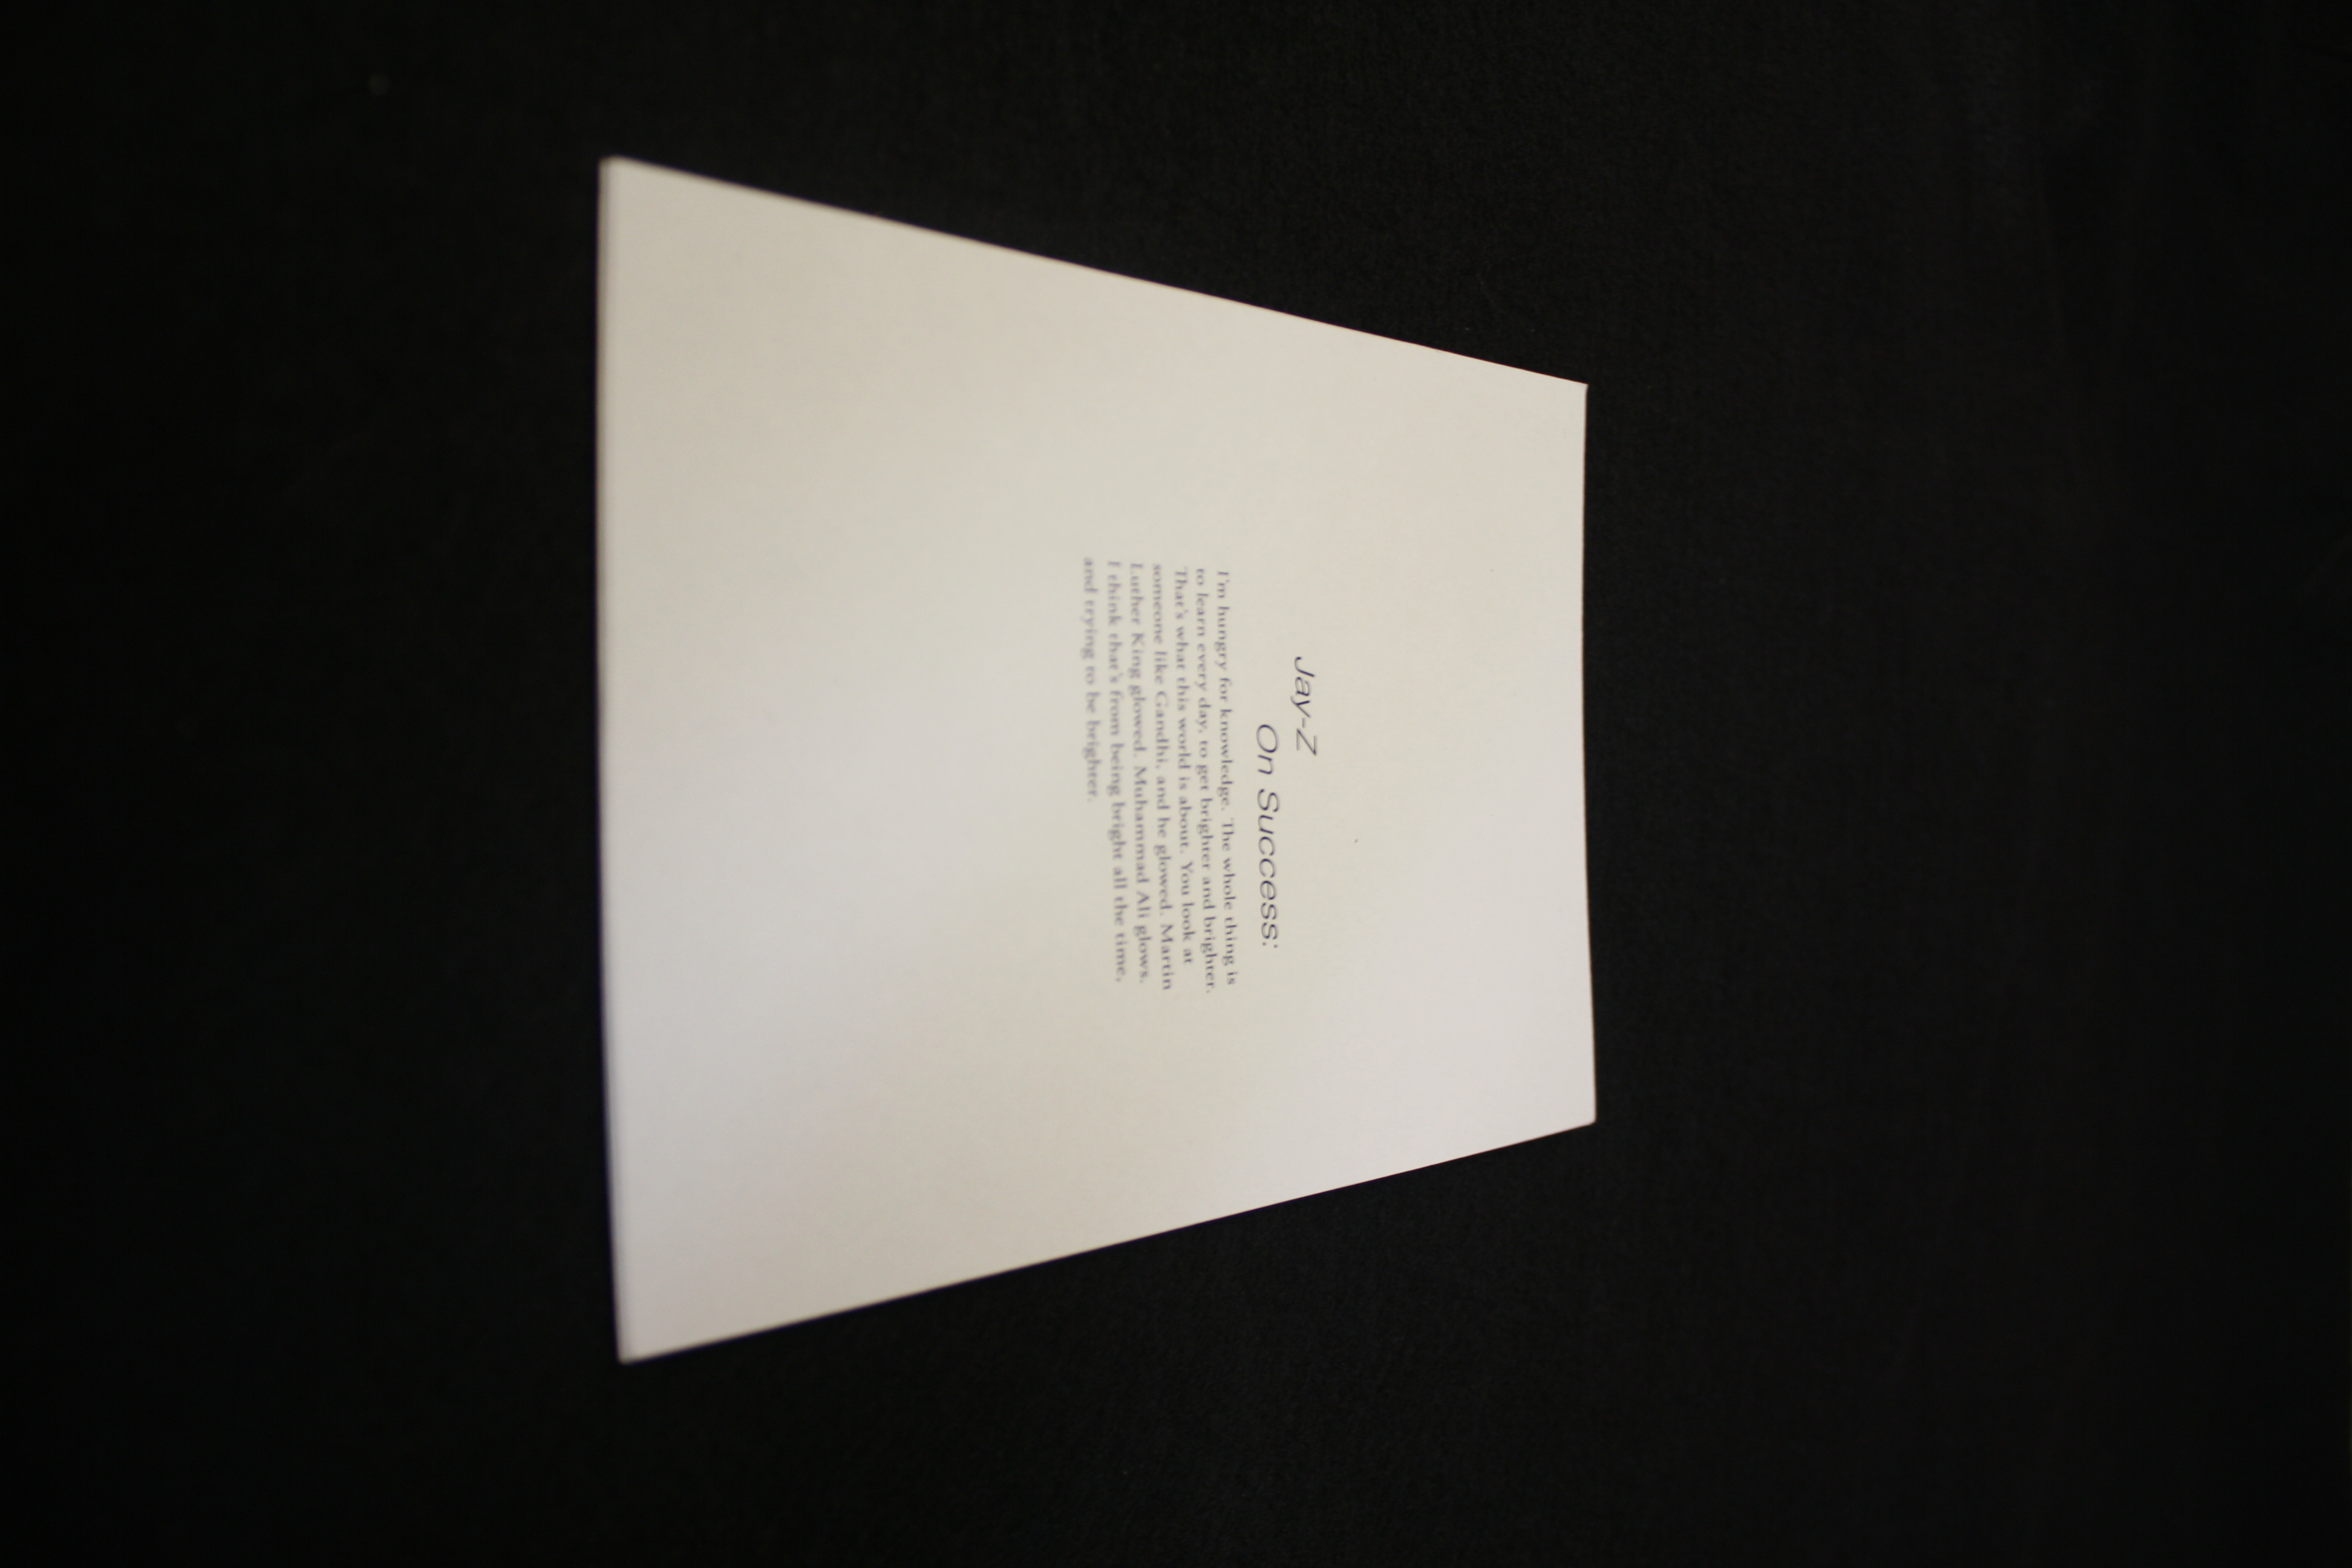 Jay-Z
On Success:
I'm hungry for knowledge. The whole thing is
to learn every day, to get brighter and brighter.
That's what this world is about. You look at
someone like Gandhi, and he glowed. Martin
Luther King glowed. Muhammad Ali glows.
I think that's from being bright all the time,
and trying to be brighter.